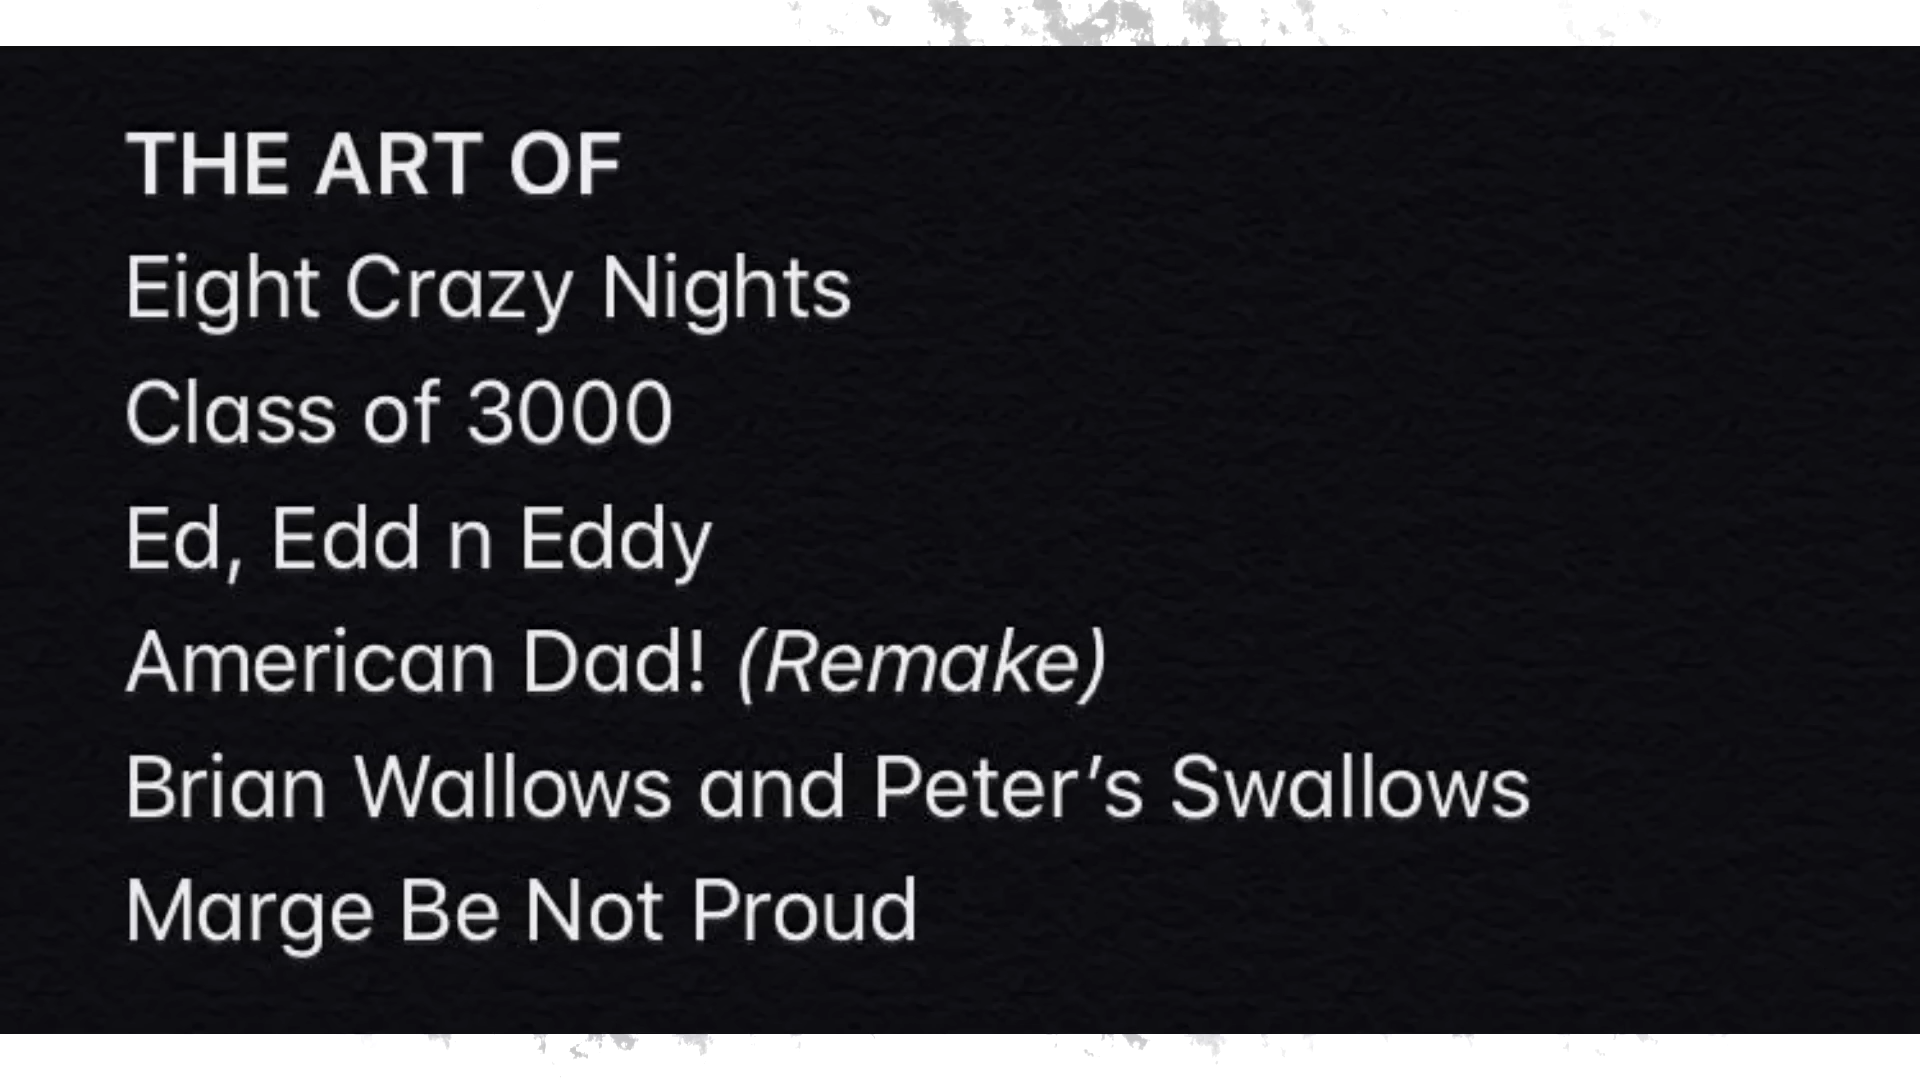 THE ART OF
Eight Crazy Nights
Class of 3000
Ed, Edd n Eddy
American Dad! (Remake)
Brian Wallows and Peter’s Swallows
Marge Be Not Proud